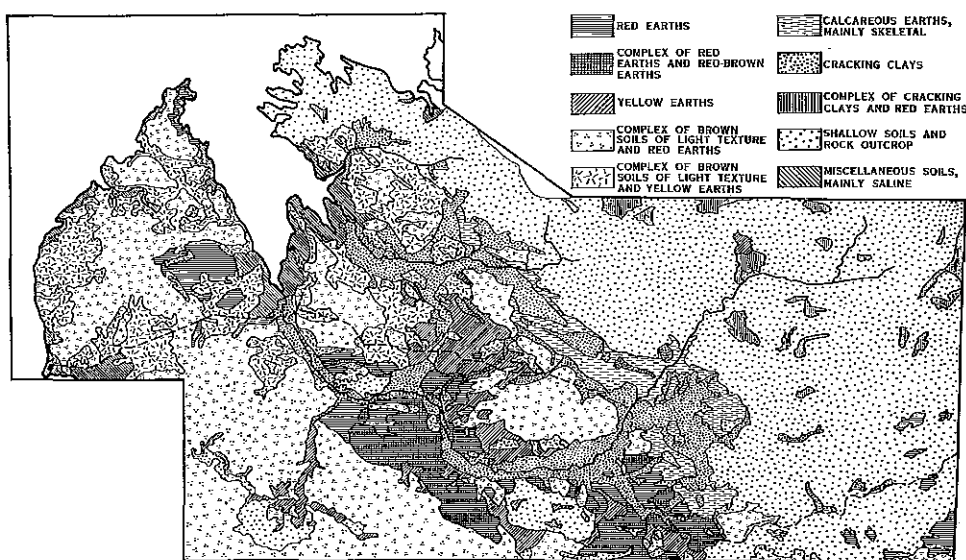 RED EARTHS
COMPLEX OF RED
EARTHS AND RED-BROWN
EARTHS
YELLOW EARTHS
COMPLEX OF BROWN
SOILS OF LIGHT TEXTURE
AND RED EARTHS
COMPLEX OF BROWN
SOILS OF LIGHT TEXTURE
AND YELLOW EARTHS
CALCAREOUS EARTHS,
MAINLY SKELETAL
CRACKING CLAYS
COMPLEX OF CRACKING
CLAYS AND RED EARTHS
SHALLOW SOILS AND
ROCK OUTCROP
MISCELLANEOUS SOILS,
MAINLY SALINE